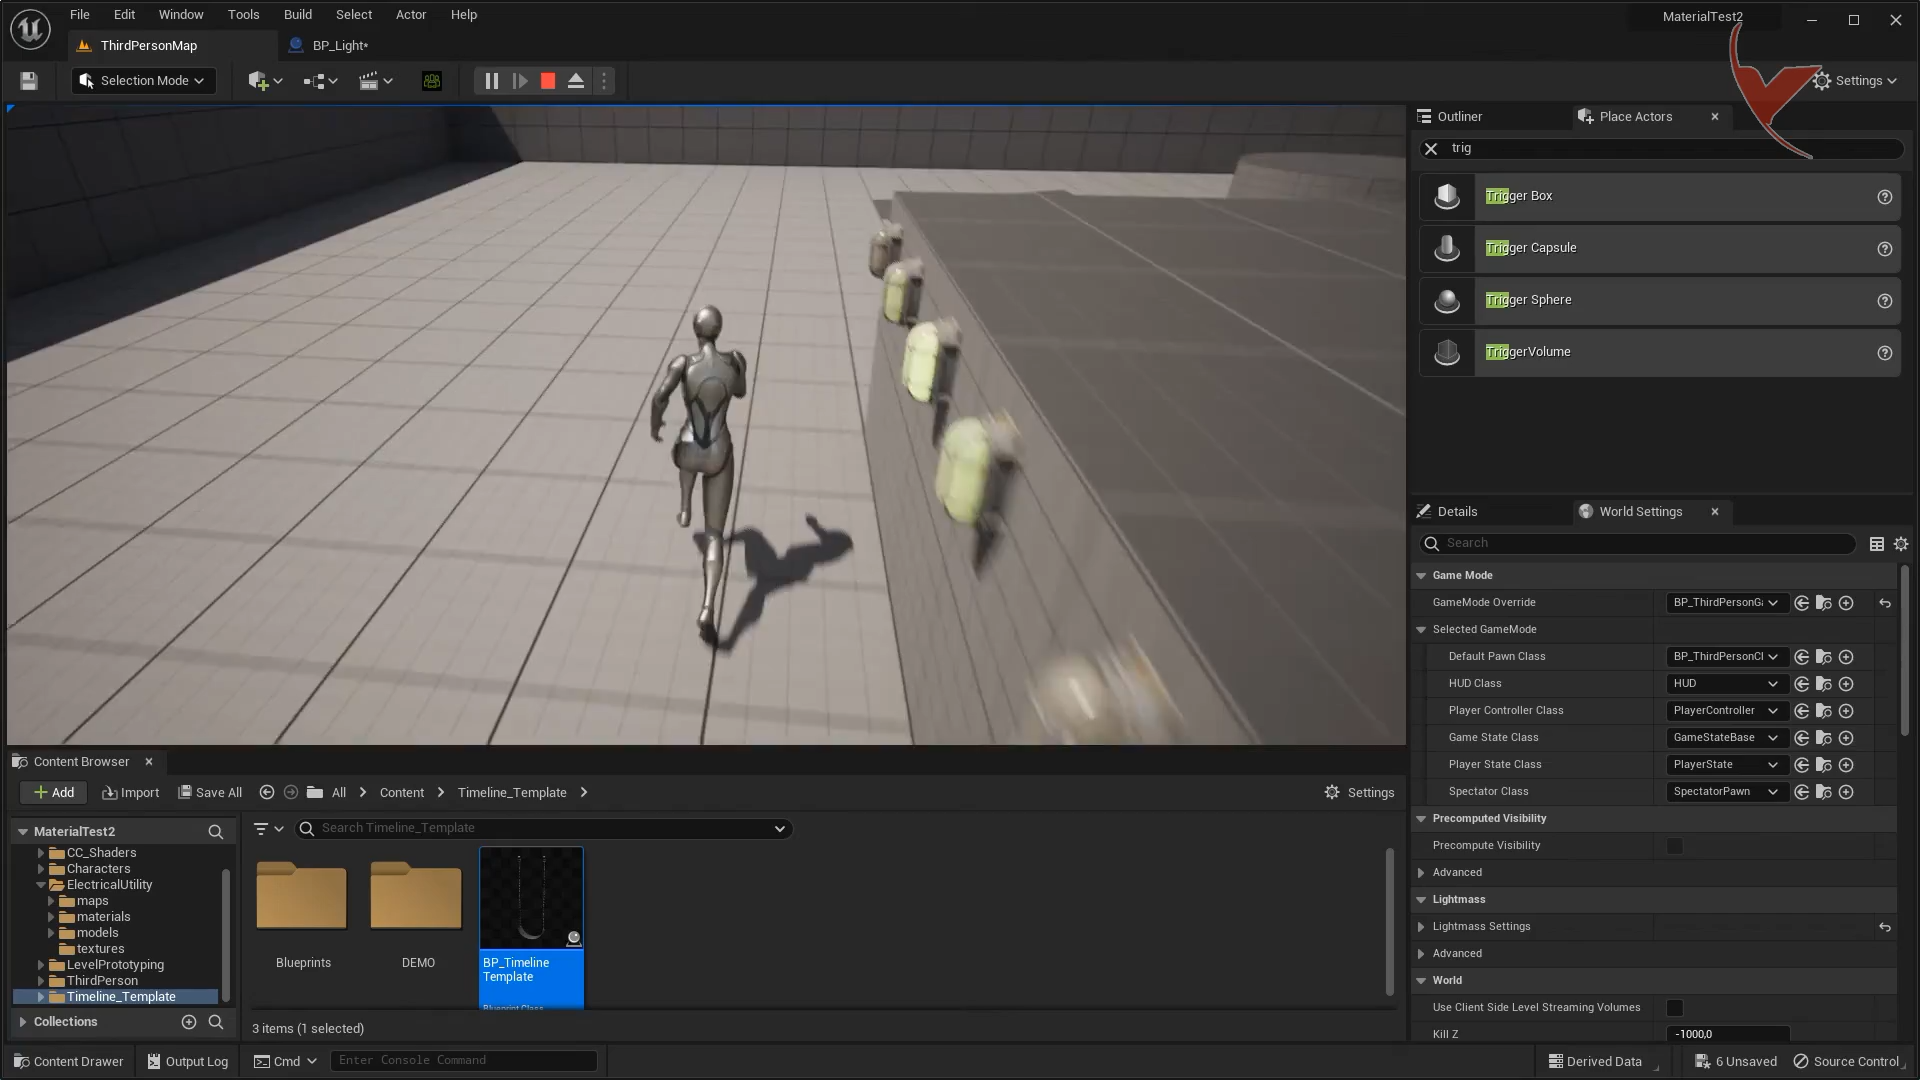 File Edit Window Tools Build Select Actor Help
MaterialTest2
ThirdPersonMap
BP_Light*
Selection Mode
Settings
Outliner
Place Actors
trig
Trigger Box
Trigger Capsule
Trigger Sphere
TriggerVolume
Details
World Settings
Search
Game Mode
GameMode Override BP_ThirdPersonG
Selected GameMode
Default Pawn Class BP_ThirdPersonCl
HUD Class HUD
Player Controller Class PlayerController
Game State Class GameStateBase
Player State Class PlayerState
Spectator Class SpectatorPawn
Precomputed Visibility
Precompute Visibility
Advanced
Lightmass
Lightmass Settings
Advanced
World
Use Client Side Level Streaming Volumes
Kill Z -1000,0
Content Browser
Add Import Save All All Content Timeline_Template Settings
MaterialTest2
Search Timeline_Template
CC_Shaders
Characters
ElectricalUtility
maps
materials
models
textures
LevelPrototyping
ThirdPerson
Timeline_Template
Collections
Blueprints
DEMO
BP_Timeline
Template
Blueprint Class
3 items (1 selected)
Content Drawer Output Log Cmd Enter Console Command Derived Data 6 Unsaved Source Control